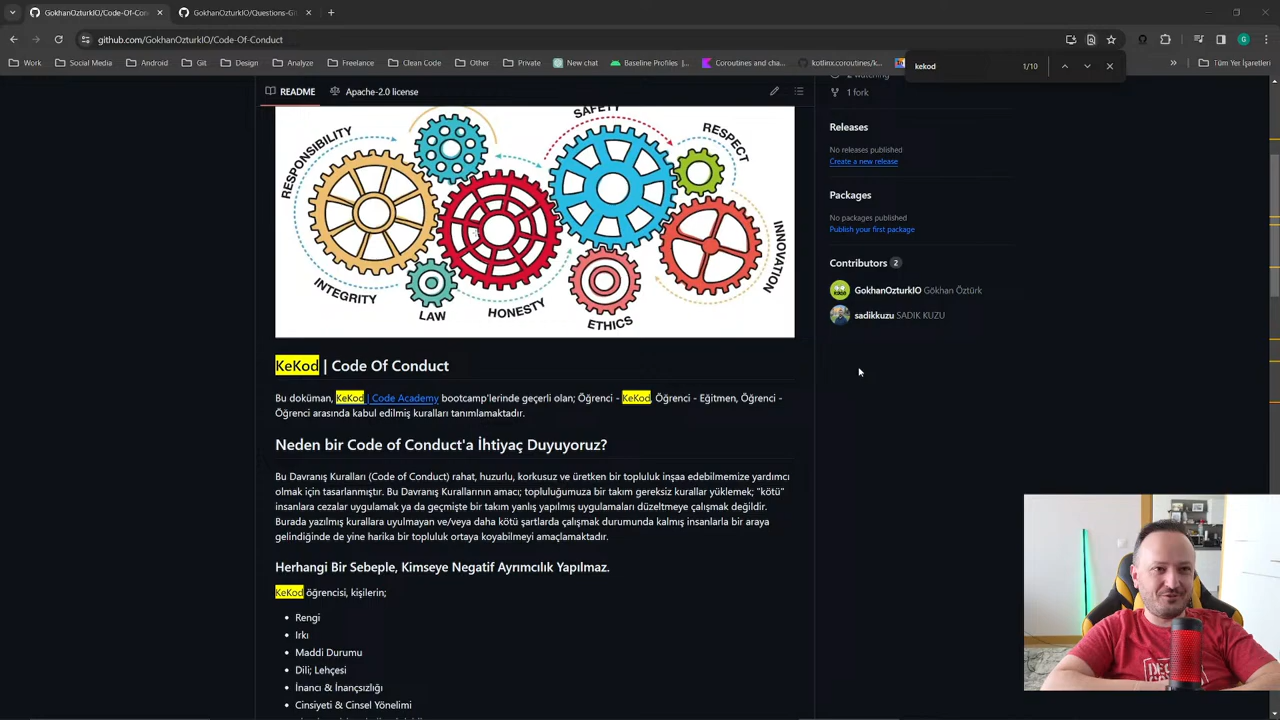 GokhanOzturkIO/Code-Of-Con
GokhanOzturkIO/Questions-G
github.com/GokhanOzturkIO/Code-Of-Conduct
Work
Social Media
Android
Git
Design
Analyze
Freelance
Clean Code
Other
Private
New chat
Baseline Profiles |...
Coroutines and cha...
kotlinx.coroutines/k...
Tüm Yer İşaretleri
kekod
1/10
README
Apache-2.0 license
1 fork
RESPONSIBILITY
SAFETY
RESPECT
INTEGRITY
LAW
HONESTY
ETHICS
INNOVATION
Releases
No releases published
Create a new release
Packages
No packages published
Publish your first package
Contributors 2
GokhanOzturkIO Gökhan Öztürk
sadikkuzu SADIK KUZU
KeKod | Code Of Conduct
Bu doküman, KeKod | Code Academy bootcamp'lerinde geçerli olan; Öğrenci - KeKod, Öğrenci - Eğitmen, Öğrenci -
Öğrenci arasında kabul edilmiş kuralları tanımlamaktadır.
Neden bir Code of Conduct'a İhtiyaç Duyuyoruz?
Bu Davranış Kuralları (Code of Conduct) rahat, huzurlu, korkusuz ve üretken bir topluluk inşaa edebilmemize yardımcı
olmak için tasarlanmıştır. Bu Davranış Kurallarının amacı; topluluğumuza bir takım gereksiz kurallar yüklemek; "kötü"
insanlara cezalar uygulamak ya da geçmişte bir takım yanlış yapılmış uygulamaları düzeltmeye çalışmak değildir.
Burada yazılmış kurallara uyulmayan ve/veya daha kötü şartlarda çalışmak durumunda kalmış insanlarla bir araya
gelindiğinde de yine harika bir topluluk ortaya koyabilmeyi amaçlamaktadır.
Herhangi Bir Sebeple, Kimseye Negatif Ayrımcılık Yapılmaz.
KeKod öğrencisi, kişilerin;
Rengi
Irkı
Maddi Durumu
Dili; Lehçesi
İnancı & İnançsızlığı
Cinsiyeti & Cinsel Yönelimi